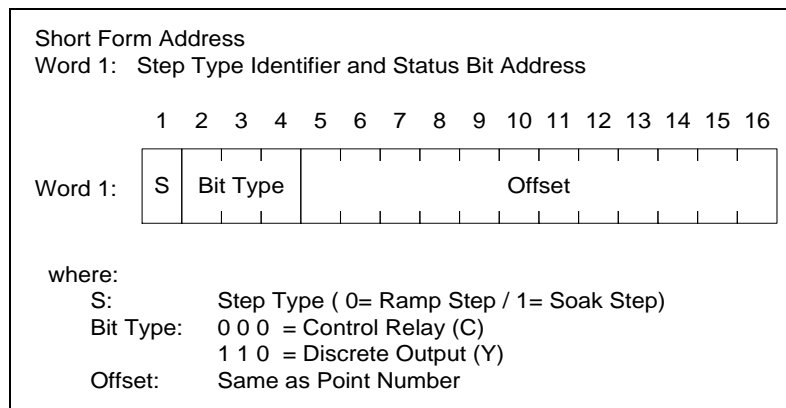 Short Form Address
Word 1: Step Type Identifier and Status Bit Address
1 2 3 4 5 6 7 8 9 10 11 12 13 14 15 16
Word 1: S Bit Type Offset
where:
S: Step Type ( 0= Ramp Step / 1= Soak Step)
Bit Type: 0 0 0 = Control Relay (C)
1 1 0 = Discrete Output (Y)
Offset: Same as Point Number